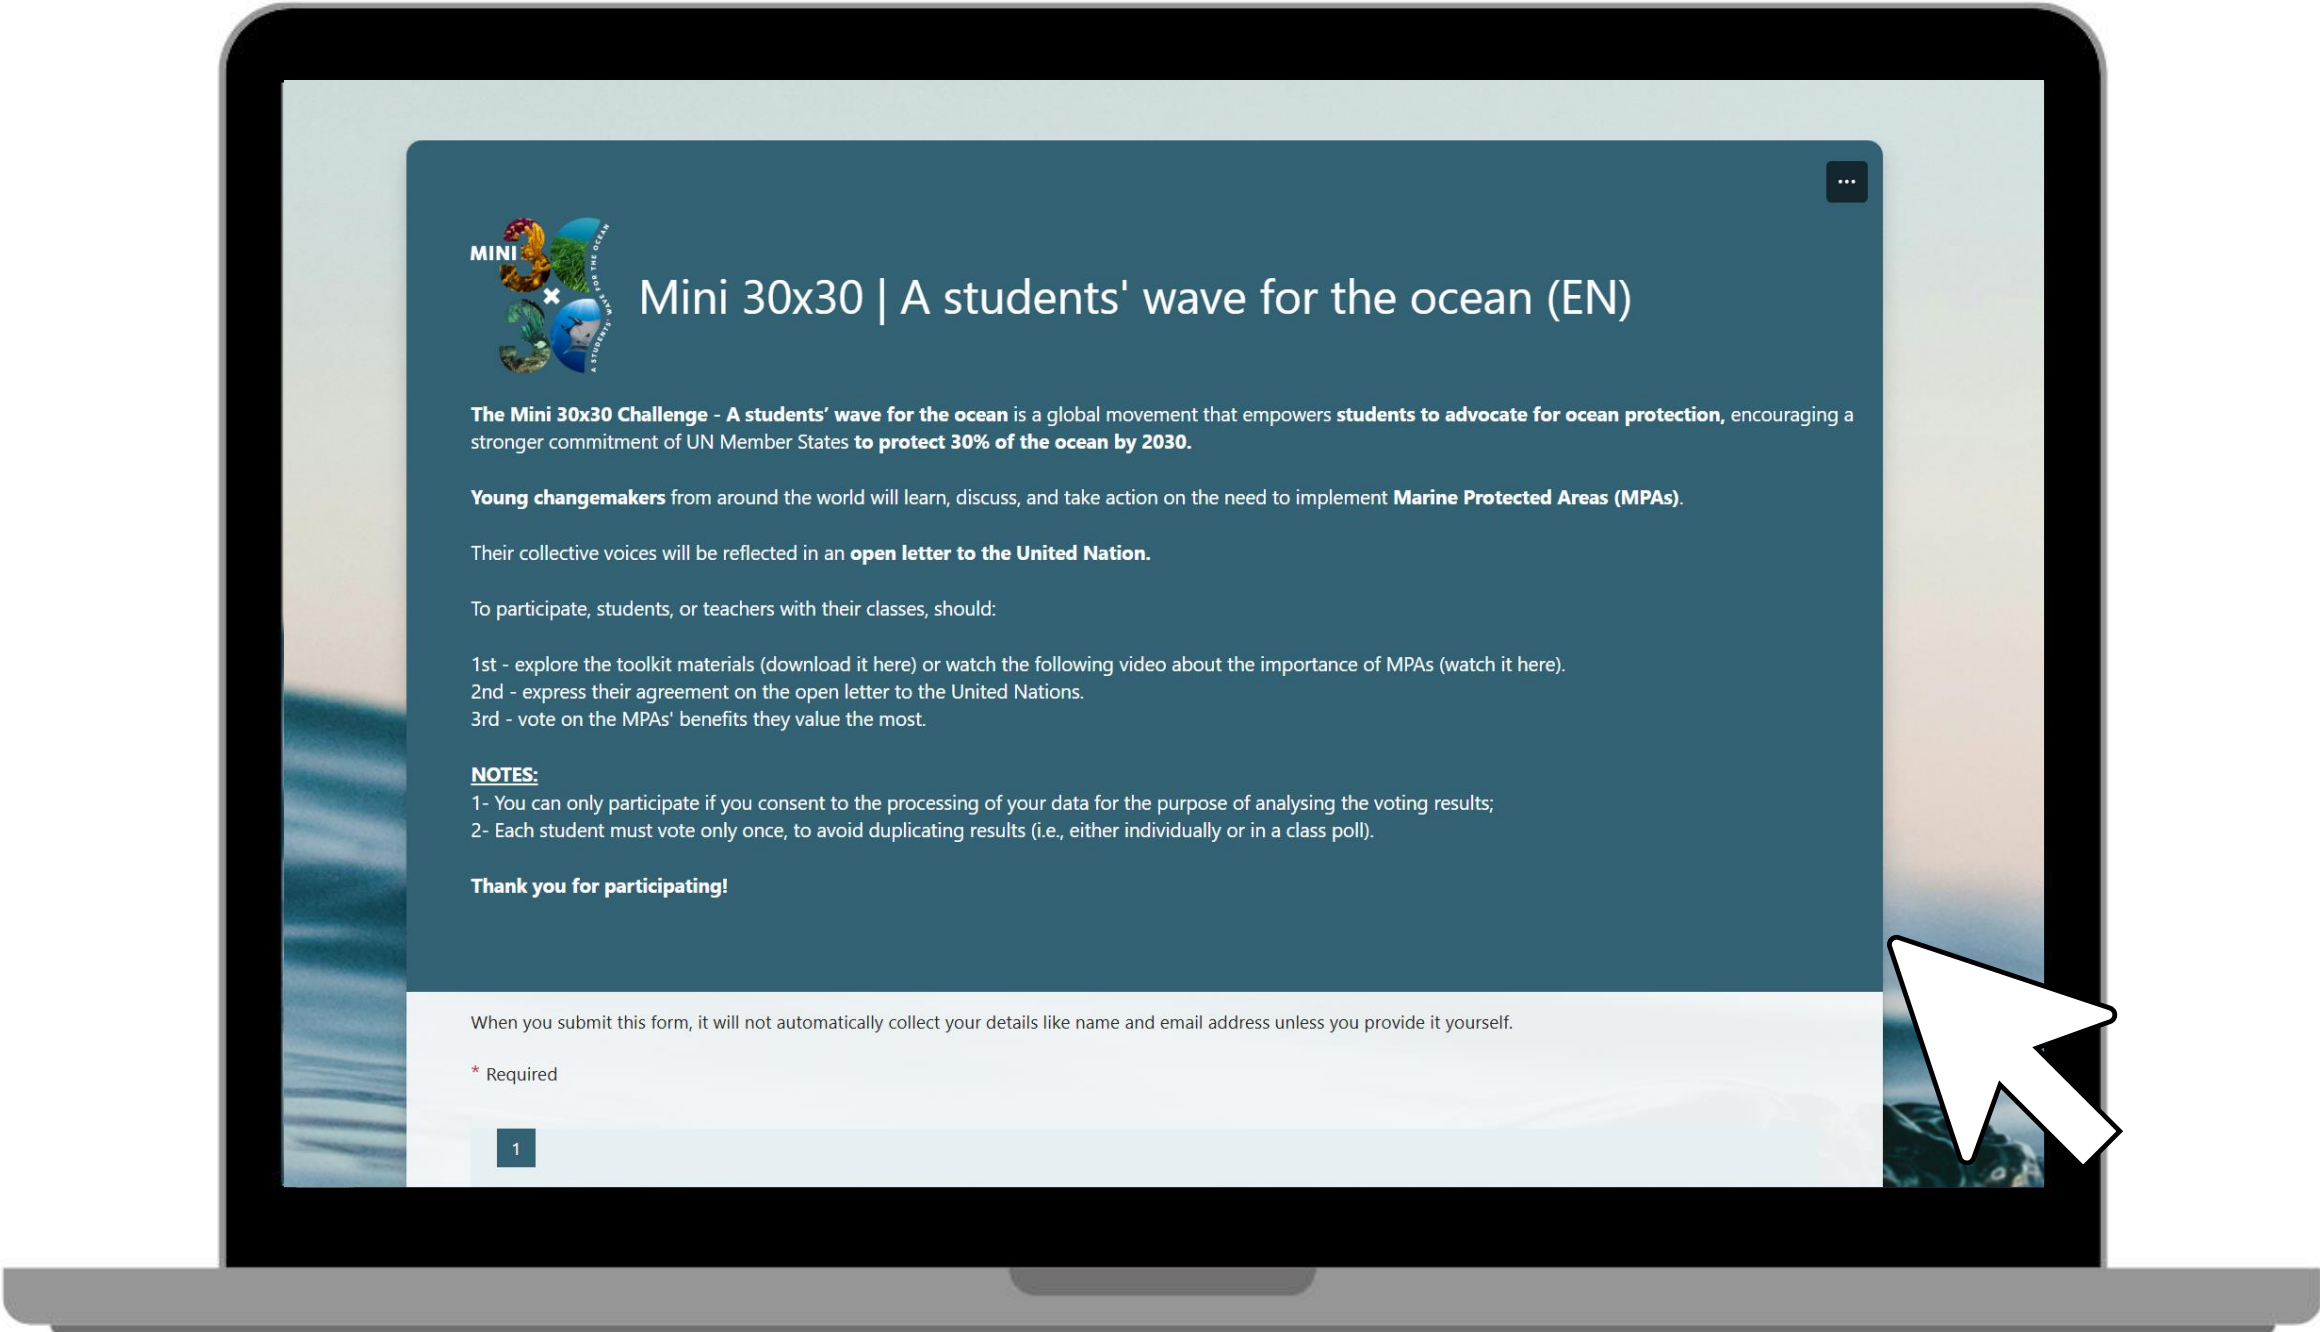 MINI
30
×
30
A STUDENTS' WAVE FOR THE OCEAN
...
Mini 30x30 | A students' wave for the ocean (EN)
The Mini 30x30 Challenge - A students’ wave for the ocean is a global movement that empowers students to advocate for ocean protection, encouraging a
stronger commitment of UN Member States to protect 30% of the ocean by 2030.
Young changemakers from around the world will learn, discuss, and take action on the need to implement Marine Protected Areas (MPAs).
Their collective voices will be reflected in an open letter to the United Nation.
To participate, students, or teachers with their classes, should:
1st - explore the toolkit materials (download it here) or watch the following video about the importance of MPAs (watch it here).
2nd - express their agreement on the open letter to the United Nations.
3rd - vote on the MPAs' benefits they value the most.
NOTES:
1- You can only participate if you consent to the processing of your data for the purpose of analysing the voting results;
2- Each student must vote only once, to avoid duplicating results (i.e., either individually or in a class poll).
Thank you for participating!
When you submit this form, it will not automatically collect your details like name and email address unless you provide it yourself.
* Required
1